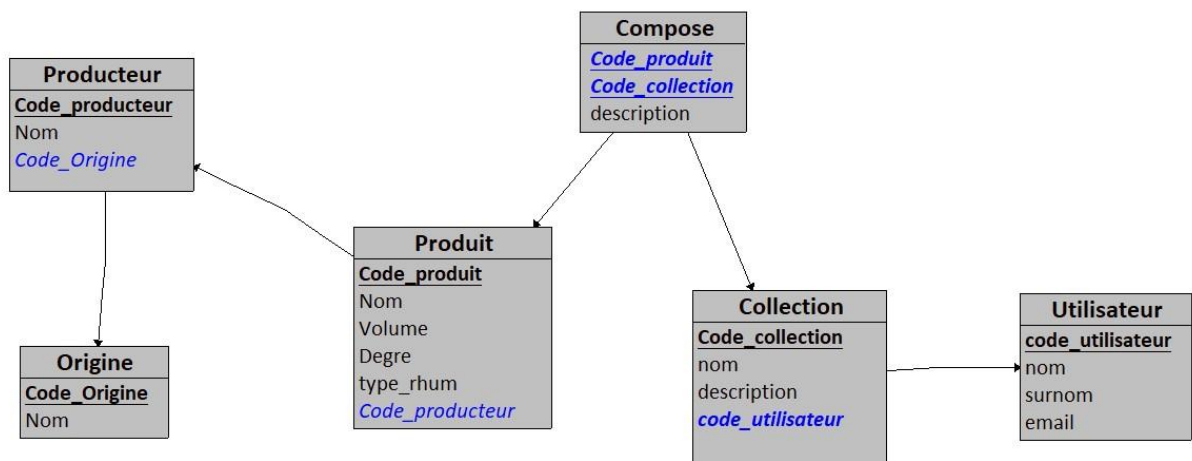 Compose
Code_produit
Code_collection
description
Producteur
Code_producteur
Nom
Code_Origine
Produit
Code_produit
Nom
Volume
Degre
type_rhum
Code_producteur
Origine
Code_Origine
Nom
Collection
Code_collection
nom
description
code_utilisateur
Utilisateur
code_utilisateur
nom
surnom
email